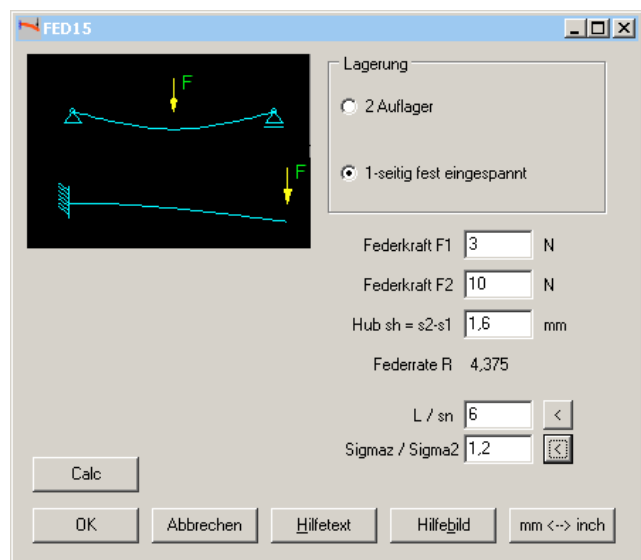 FED15
F
F
Lagerung
2 Auflager
1-seitig fest eingespannt
Federkraft F1 3 N
Federkraft F2 10 N
Hub sh = s2-s1 1,6 mm
Federrate R 4,375
L / sn 6 <
Sigmaz / Sigma2 1,2 <
Calc
OK Abbrechen Hilfetext Hilfebild mm <--> inch